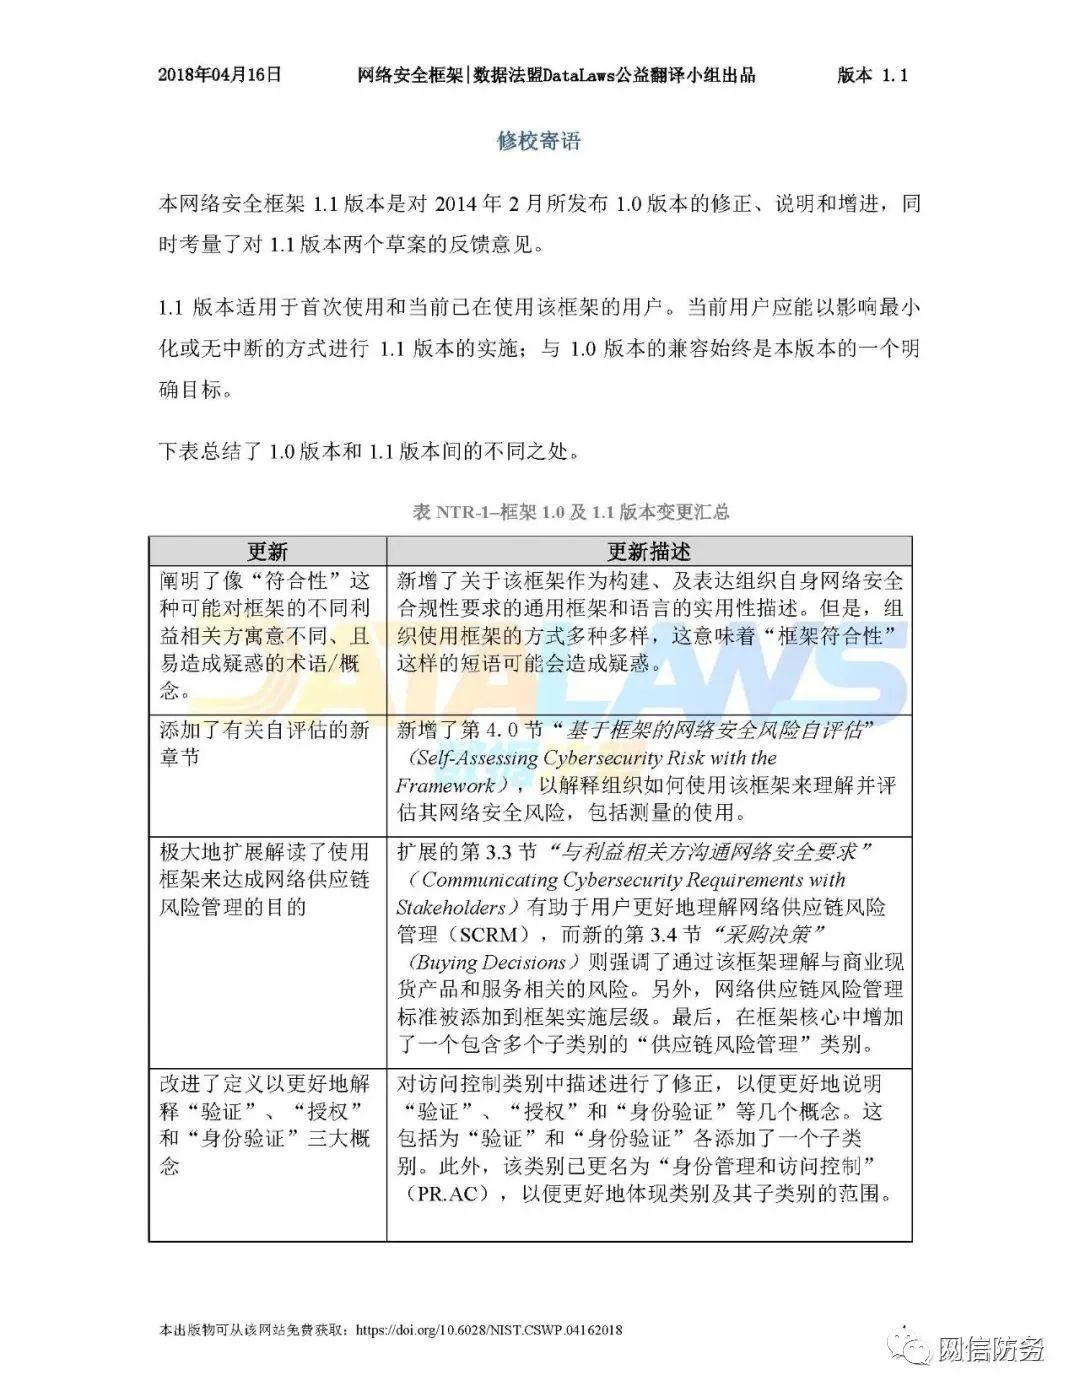 2018年04月16日 网络安全框架|数据法盟DataLaws公益翻译小组出品 版本 1.1
修校寄语
本网络安全框架 1.1 版本是对 2014 年 2 月所发布 1.0 版本的修正、说明和增进，同
时考量了对 1.1 版本两个草案的反馈意见。
1.1 版本适用于首次使用和当前已在使用该框架的用户。当前用户应能以影响最小
化或无中断的方式进行 1.1 版本的实施；与 1.0 版本的兼容始终是本版本的一个明
确目标。
下表总结了 1.0 版本和 1.1 版本间的不同之处。
表 NTR-1–框架 1.0 及 1.1 版本变更汇总
更新
更新描述
阐明了像“符合性”这
种可能对框架的不同利
益相关方寓意不同、且
易造成疑惑的术语/概
念。
新增了关于该框架作为构建、及表达组织自身网络安全
合规性要求的通用框架和语言的实用性描述。但是，组
织使用框架的方式多种多样，这意味着“框架符合性”
这样的短语可能会造成疑惑。
添加了有关自评估的新
章节
新增了第 4.0 节“基于框架的网络安全风险自评估”
（Self-Assessing Cybersecurity Risk with the
Framework），以解释组织如何使用该框架来理解并评
估其网络安全风险，包括测量的使用。
极大地扩展解读了使用
框架来达成网络供应链
风险管理的目的
扩展的第 3.3 节“与利益相关方沟通网络安全要求”
（Communicating Cybersecurity Requirements with
Stakeholders）有助于用户更好地理解网络供应链风险
管理（SCRM），而新的第 3.4 节“采购决策”
（Buying Decisions）则强调了通过该框架理解与商业现
货产品和服务相关的风险。另外，网络供应链风险管理
标准被添加到框架实施层级。最后，在框架核心中增加
了一个包含多个子类别的“供应链风险管理”类别。
改进了定义以更好地解
释“验证”、“授权”
和“身份验证”三大概
念
对访问控制类别中描述进行了修正，以便更好地说明
“验证”、“授权”和“身份验证”等几个概念。这
包括为“验证”和“身份验证”各添加了一个子类
别。此外，该类别已更名为“身份管理和访问控制”
（PR.AC），以便更好地体现类别及其子类别的范围。
DATALAWS
数据法盟
本出版物可从该网站免费获取：https://doi.org/10.6028/NIST.CSWP.04162018
网信防务